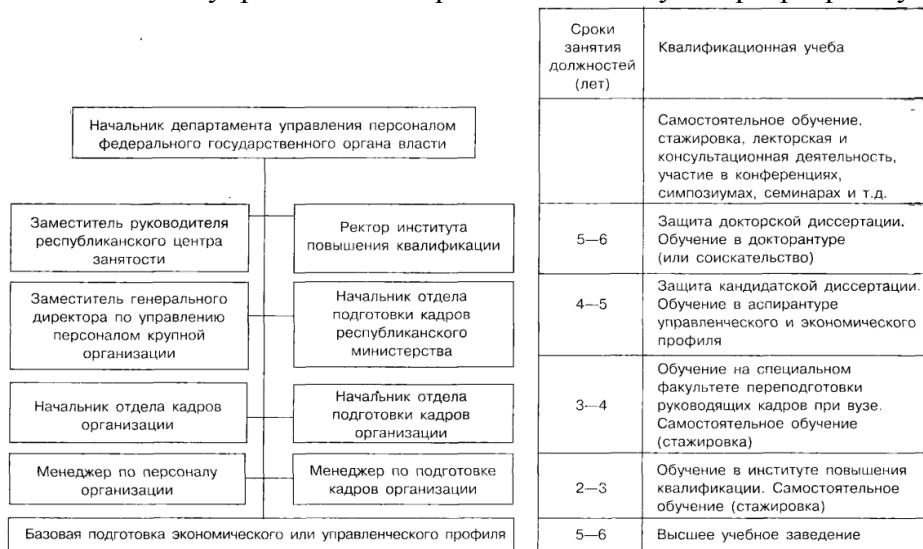 Сроки
занятия
должностей
(лет)
Квалификационная учеба
Начальник департамента управления персоналом
федерального государственного органа власти
Самостоятельное обучение,
стажировка, лекторская и
консультационная деятельность,
участие в конференциях,
симпозиумах, семинарах и т.д.
Заместитель руководителя
республиканского центра
занятости
Ректор института
повышения квалификации
5—6
Защита докторской диссертации.
Обучение в докторантуре
(или соискательство)
Заместитель генерального
директора по управлению
персоналом крупной
организации
Начальник отдела
подготовки кадров
республиканского
министерства
4—5
Защита кандидатской диссертации.
Обучение в аспирантуре
управленческого и экономического
профиля
Начальник отдела кадров
организации
Начальник отдела
подготовки кадров
организации
3—4
Обучение на специальном
факультете переподготовки
руководящих кадров при вузе.
Самостоятельное обучение
(стажировка)
Менеджер по персоналу
организации
Менеджер по подготовке
кадров организации
2—3
Обучение в институте повышения
квалификации. Самостоятельное
обучение (стажировка)
Базовая подготовка экономического или управленческого профиля
5—6
Высшее учебное заведение